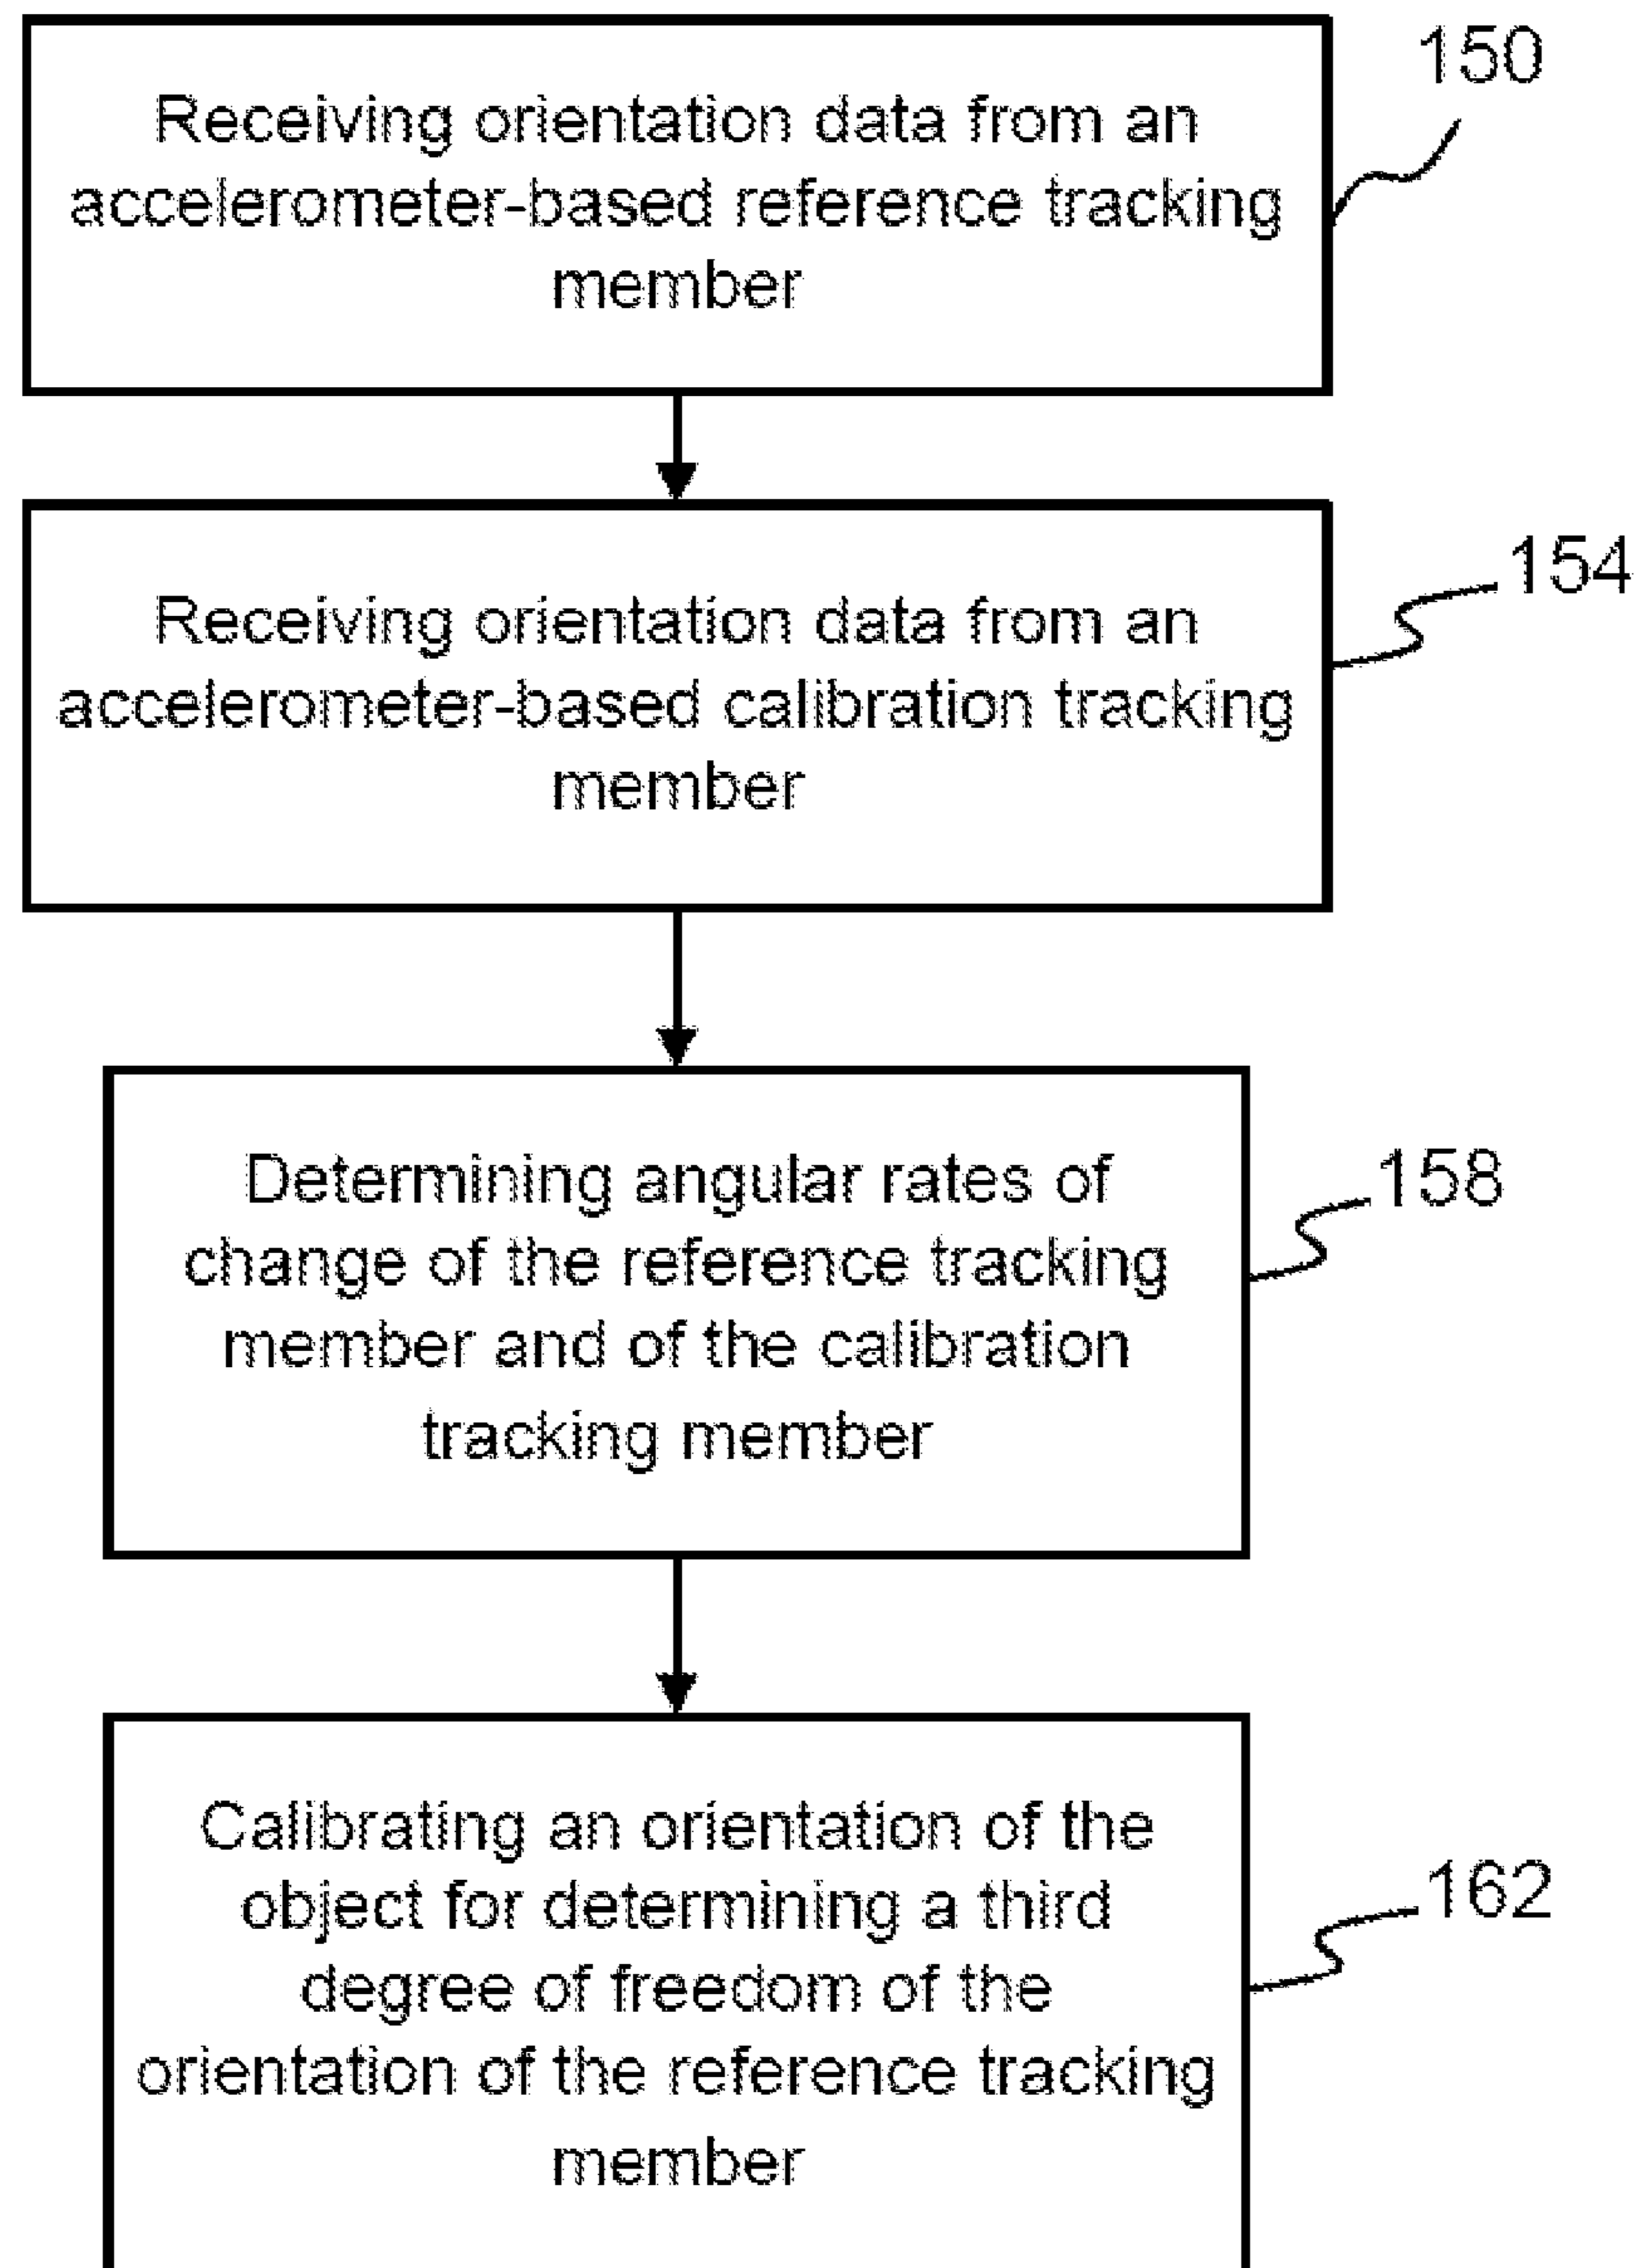 150
Receiving orientation data from an
accelerometer-based reference tracking
member
154
Receiving orientation data from an
accelerometer-based calibration tracking
member
158
Determining angular rates of
change of the reference tracking
member and of the calibration
tracking member
162
Calibrating an orientation of the
object for determining a third
degree of freedom of the
orientation of the reference tracking
member